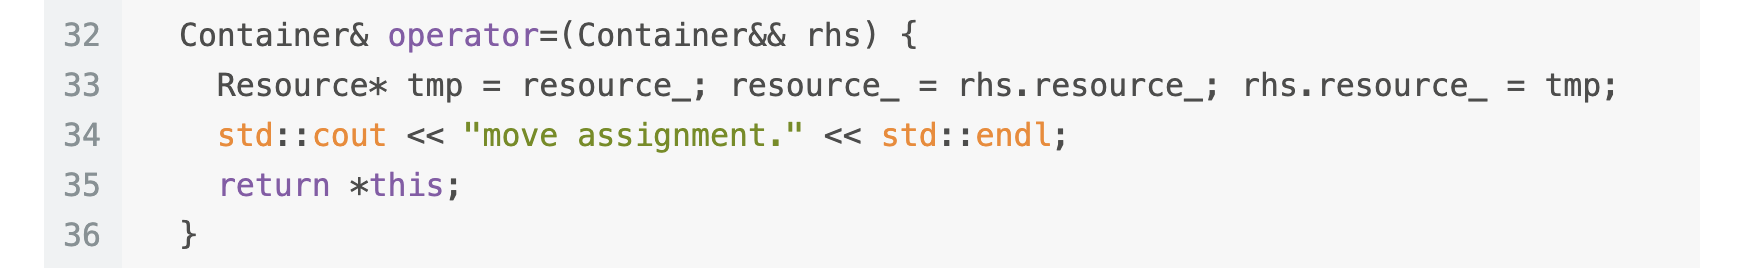 32 Container& operator=(Container&& rhs) {
33 Resource* tmp = resource_; resource_ = rhs.resource_; rhs.resource_ = tmp;
34 std::cout << "move assignment." << std::endl;
35 return *this;
36 }